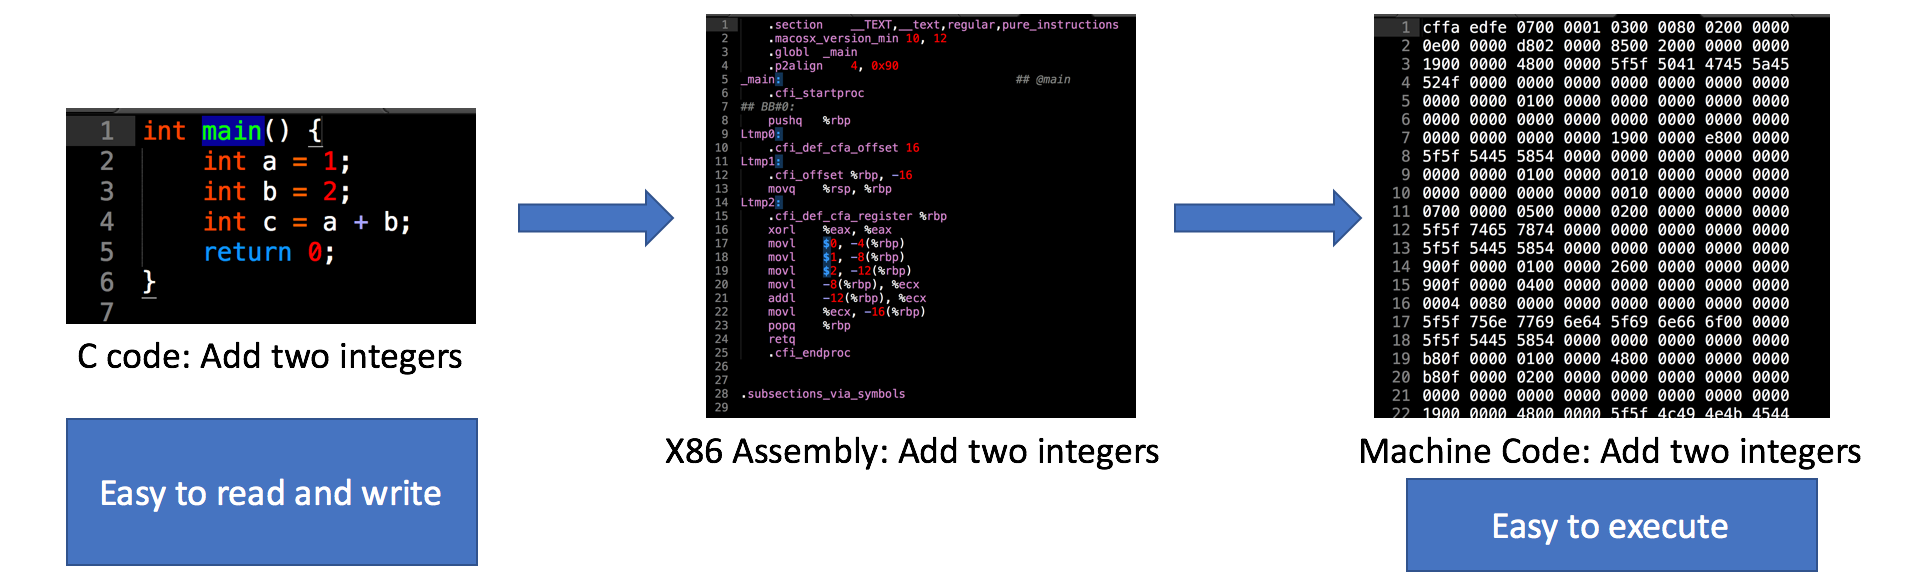 1 int main() {
2 int a = 1;
3 int b = 2;
4 int c = a + b;
5 return 0;
6 }
7
C code: Add two integers
Easy to read and write
1 .section __TEXT,__text,regular,pure_instructions
2 .macosx_version_min 10, 12
3 .globl _main
4 .p2align 4, 0x90
5 _main: ## @main
6 .cfi_startproc
7 ## BB#0:
8 pushq %rbp
9 Ltmp0:
10 .cfi_def_cfa_offset 16
11 Ltmp1:
12 .cfi_offset %rbp, -16
13 movq %rsp, %rbp
14 Ltmp2:
15 .cfi_def_cfa_register %rbp
16 xorl %eax, %eax
17 movl $0, -4(%rbp)
18 movl $1, -8(%rbp)
19 movl $2, -12(%rbp)
20 movl -8(%rbp), %ecx
21 addl -12(%rbp), %ecx
22 movl %ecx, -16(%rbp)
23 popq %rbp
24 retq
25 .cfi_endproc
26
27
28 .subsections_via_symbols
29
X86 Assembly: Add two integers
1 cffa edfe 0700 0001 0300 0080 0200 0000
2 0e00 0000 d802 0000 8500 2000 0000 0000
3 1900 0000 4800 0000 5f5f 5041 4745 5a45
4 524f 0000 0000 0000 0000 0000 0000 0000
5 0000 0000 0100 0000 0000 0000 0000 0000
6 0000 0000 0000 0000 0000 0000 0000 0000
7 0000 0000 0000 0000 1900 0000 e800 0000
8 5f5f 5445 5854 0000 0000 0000 0000 0000
9 0000 0000 0100 0000 0010 0000 0000 0000
10 0000 0000 0000 0000 0010 0000 0000 0000
11 0700 0000 0500 0000 0200 0000 0000 0000
12 5f5f 7465 7874 0000 0000 0000 0000 0000
13 5f5f 5445 5854 0000 0000 0000 0000 0000
14 900f 0000 0100 0000 2600 0000 0000 0000
15 900f 0000 0400 0000 0000 0000 0000 0000
16 0004 0080 0000 0000 0000 0000 0000 0000
17 5f5f 756e 7769 6e64 5f69 6e66 6f00 0000
18 5f5f 5445 5854 0000 0000 0000 0000 0000
19 b80f 0000 0100 0000 4800 0000 0000 0000
20 b80f 0000 0200 0000 0000 0000 0000 0000
21 0000 0000 0000 0000 0000 0000 0000 0000
22 1900 0000 4800 0000 5f5f 4c49 4e4b 4544
Machine Code: Add two integers
Easy to execute